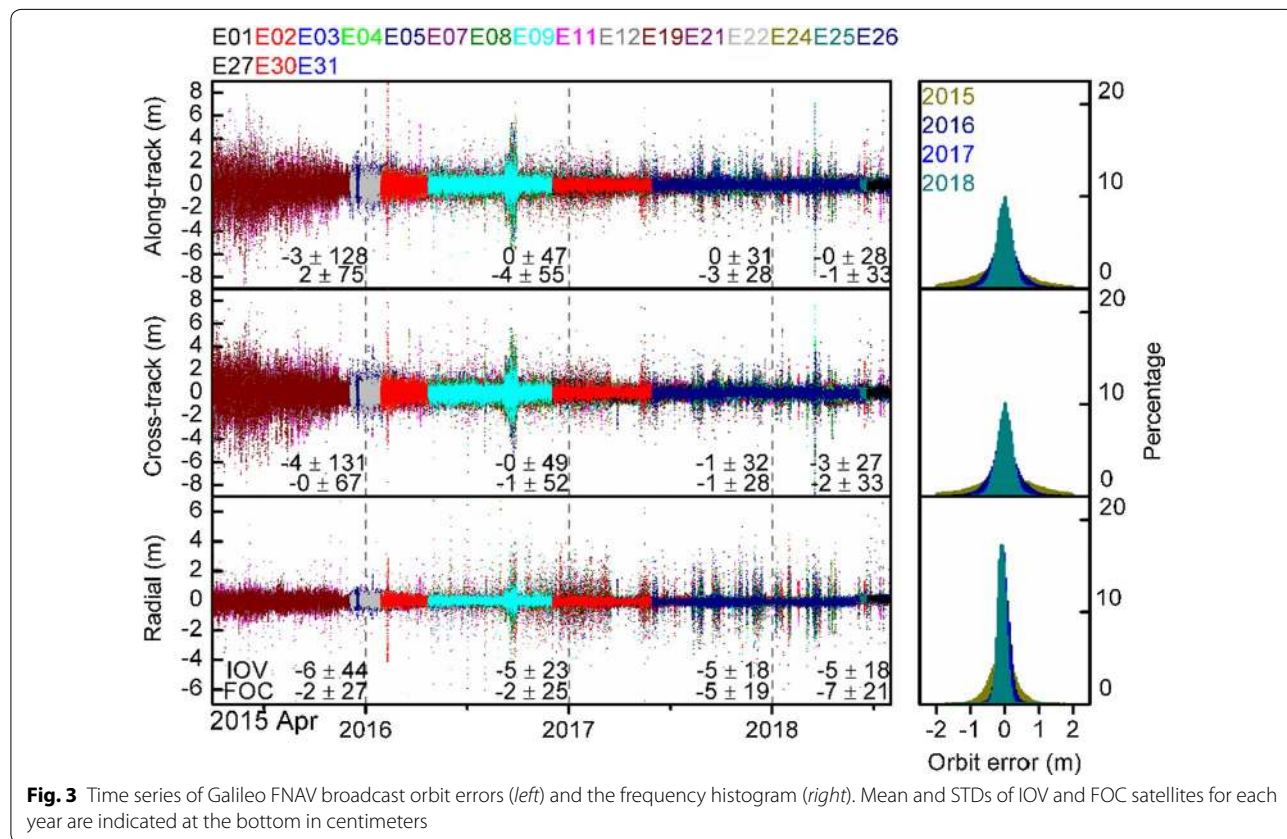 E01E02E03E04E05E07E08E09E11E12E19E21E22E24E25E26
E27E30E31
Along-track (m)
8
6
4
2
0
-2
-4
-6
-8
-3 ± 128 0 ± 47 0 ± 31 -0 ± 28
2 ± 75 -4 ± 55 -3 ± 28 -1 ± 33
Cross-track (m)
8
6
4
2
0
-2
-4
-6
-8
-4 ± 131 -0 ± 49 -1 ± 32 -3 ± 27
-0 ± 67 -1 ± 52 -1 ± 28 -2 ± 33
Radial (m)
6
4
2
0
-2
-4
-6
IOV -6 ± 44 -5 ± 23 -5 ± 18 -5 ± 18
FOC -2 ± 27 -2 ± 25 -5 ± 19 -7 ± 21
2015 Apr 2016 2017 2018
2015
2016
2017
2018
20
10
0
20
10
0
20
10
0
Percentage
-2 -1 0 1 2
Orbit error (m)
Fig. 3 Time series of Galileo FNAV broadcast orbit errors (left) and the frequency histogram (right). Mean and STDs of IOV and FOC satellites for each
year are indicated at the bottom in centimeters